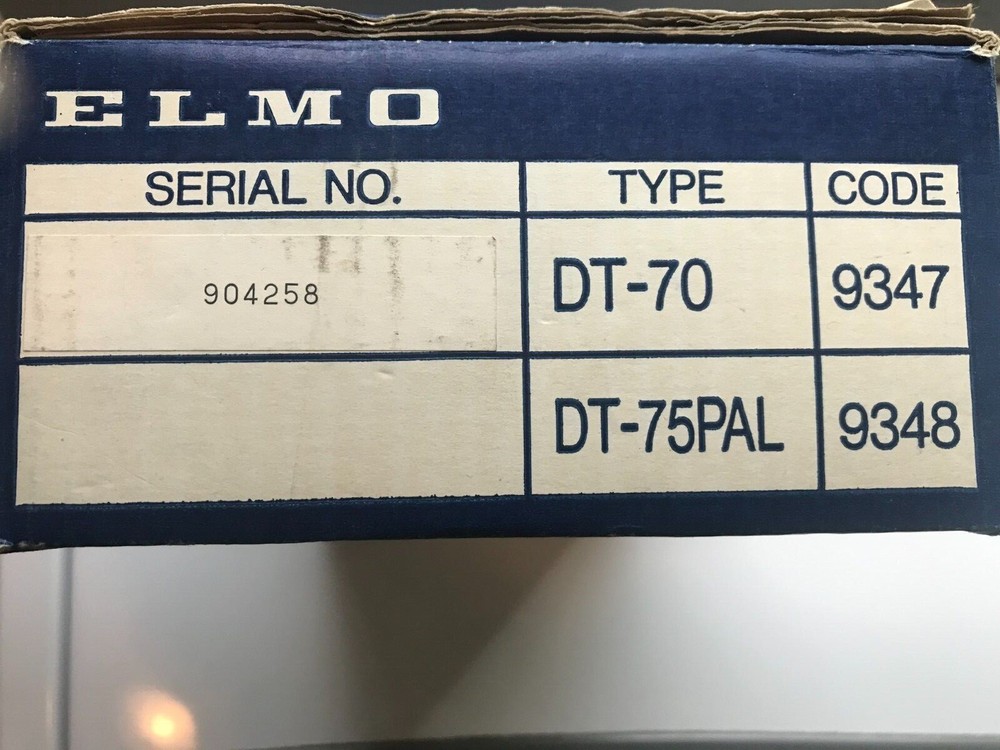 ELMO
SERIAL NO. TYPE CODE
904258 DT-70 9347
DT-75PAL 9348